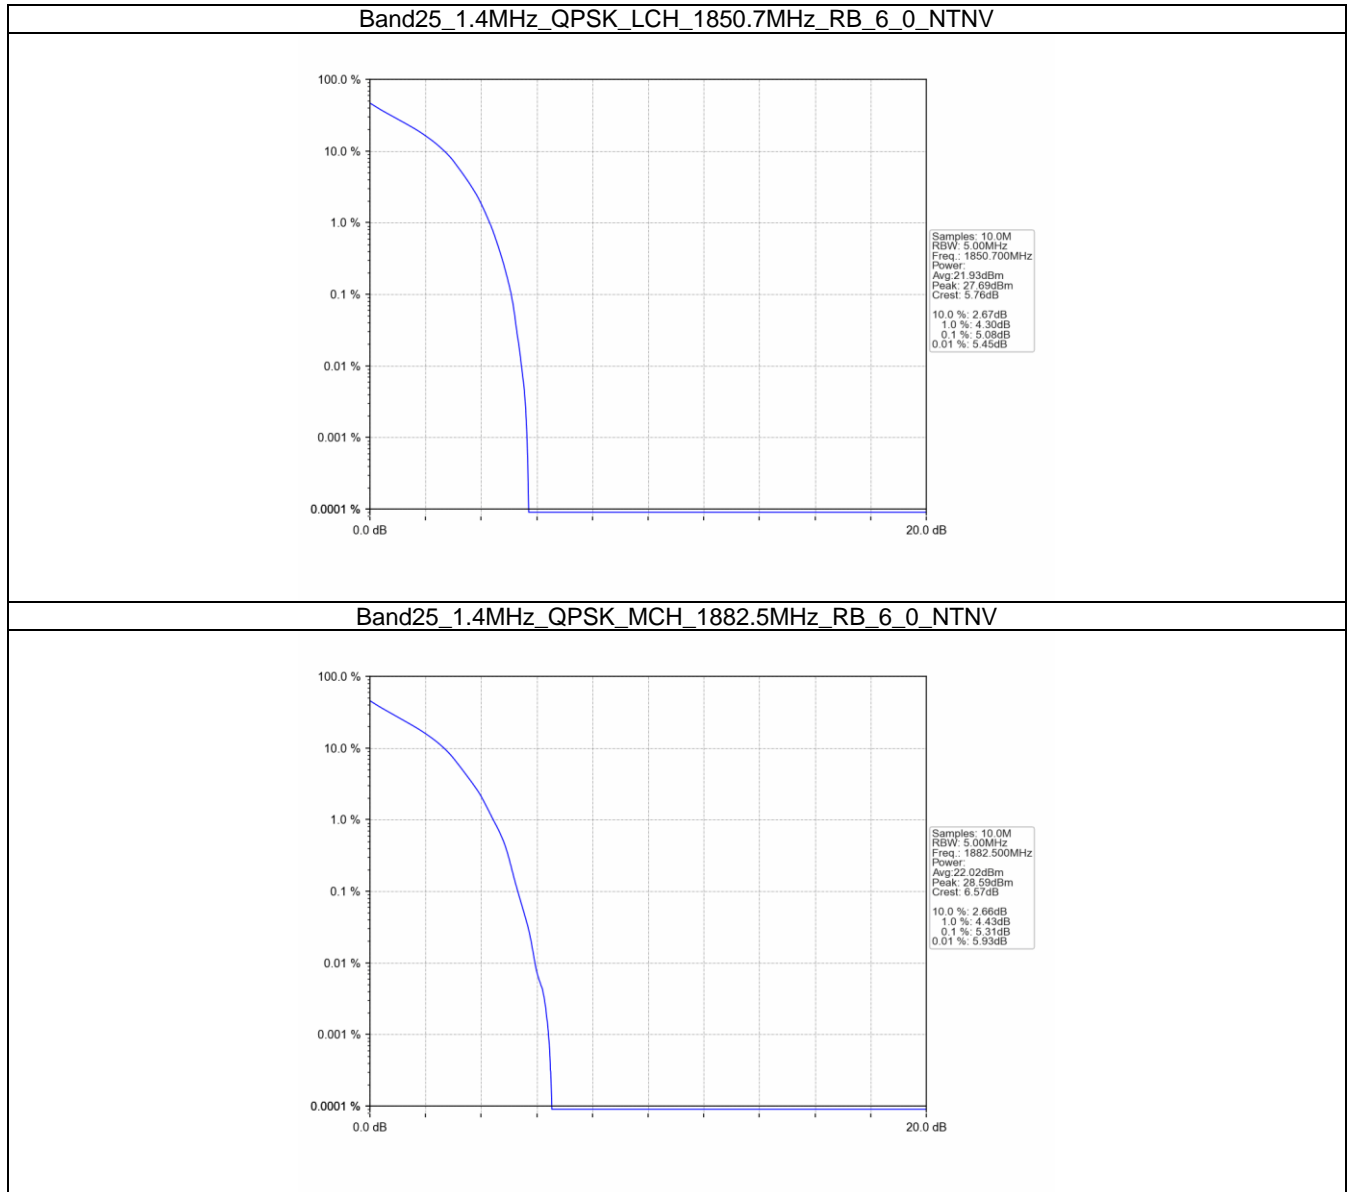 Band25_1.4MHz_QPSK_LCH_1850.7MHz_RB_6_0_NTNV
100.0 %
10.0 %
1.0 %
0.1 %
0.01 %
0.001 %
0.0001 %
0.0 dB
20.0 dB
Samples: 10.0M
RBW: 5.00MHz
Freq.: 1850.700MHz
Power:
Avg:21.93dBm
Peak: 27.69dBm
Crest: 5.76dB
10.0 %: 2.67dB
1.0 %: 4.30dB
0.1 %: 5.08dB
0.01 %: 5.45dB
Band25_1.4MHz_QPSK_MCH_1882.5MHz_RB_6_0_NTNV
100.0 %
10.0 %
1.0 %
0.1 %
0.01 %
0.001 %
0.0001 %
0.0 dB
20.0 dB
Samples: 10.0M
RBW: 5.00MHz
Freq.: 1882.500MHz
Power:
Avg:22.02dBm
Peak: 28.59dBm
Crest: 6.57dB
10.0 %: 2.66dB
1.0 %: 4.43dB
0.1 %: 5.31dB
0.01 %: 5.93dB